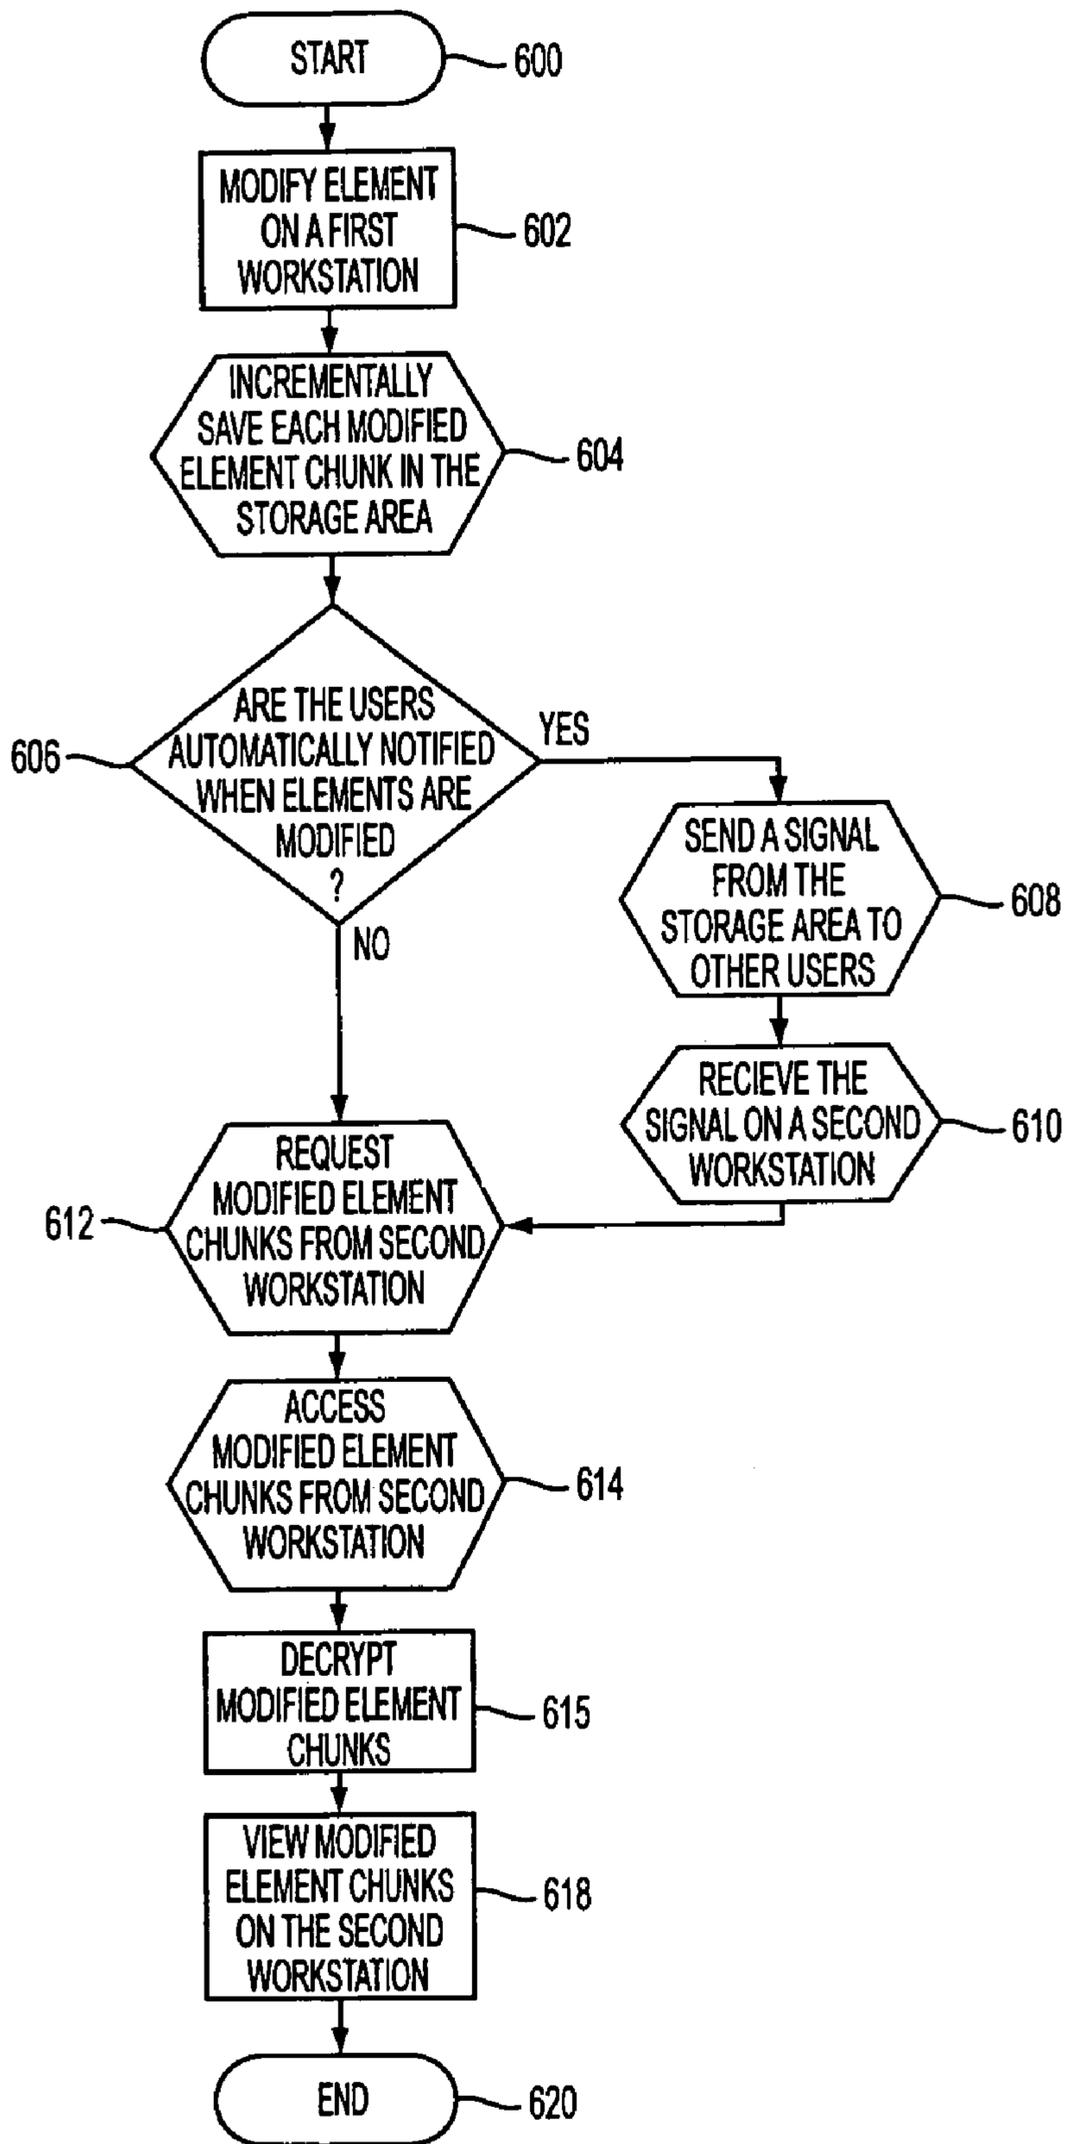 START
600
MODIFY ELEMENT
ON A FIRST
WORKSTATION
602
INCREMENTALLY
SAVE EACH MODIFIED
ELEMENT CHUNK IN THE
STORAGE AREA
604
ARE THE USERS
AUTOMATICALLY NOTIFIED
WHEN ELEMENTS ARE
MODIFIED
?
606
YES
NO
SEND A SIGNAL
FROM THE
STORAGE AREA TO
OTHER USERS
608
RECIEVE THE
SIGNAL ON A SECOND
WORKSTATION
610
REQUEST
MODIFIED ELEMENT
CHUNKS FROM SECOND
WORKSTATION
612
ACCESS
MODIFIED ELEMENT
CHUNKS FROM SECOND
WORKSTATION
614
DECRYPT
MODIFIED ELEMENT
CHUNKS
615
VIEW MODIFIED
ELEMENT CHUNKS
ON THE SECOND
WORKSTATION
618
END
620